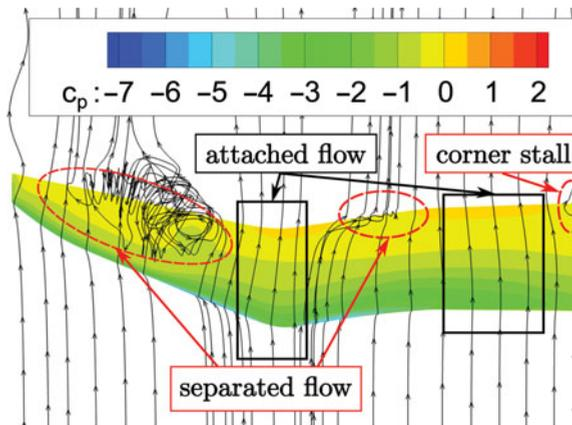 c_p : −7 −6 −5 −4 −3 −2 −1 0 1 2
attached flow
corner stall
separated flow